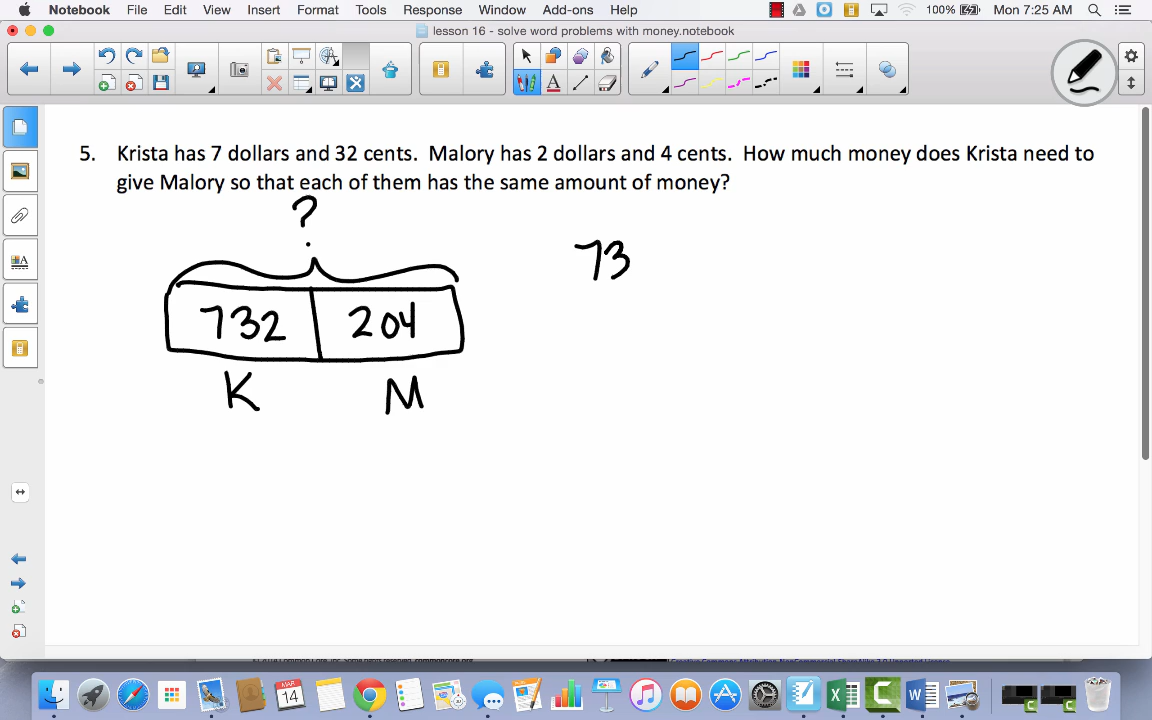 Notebook File Edit View Insert Format Tools Response Window Add-ons Help 100% Mon 7:25 AM
lesson 16 - solve word problems with money.notebook
5. Krista has 7 dollars and 32 cents. Malory has 2 dollars and 4 cents. How much money does Krista need to
give Malory so that each of them has the same amount of money?
?
73
732 204
K M
MAR
14